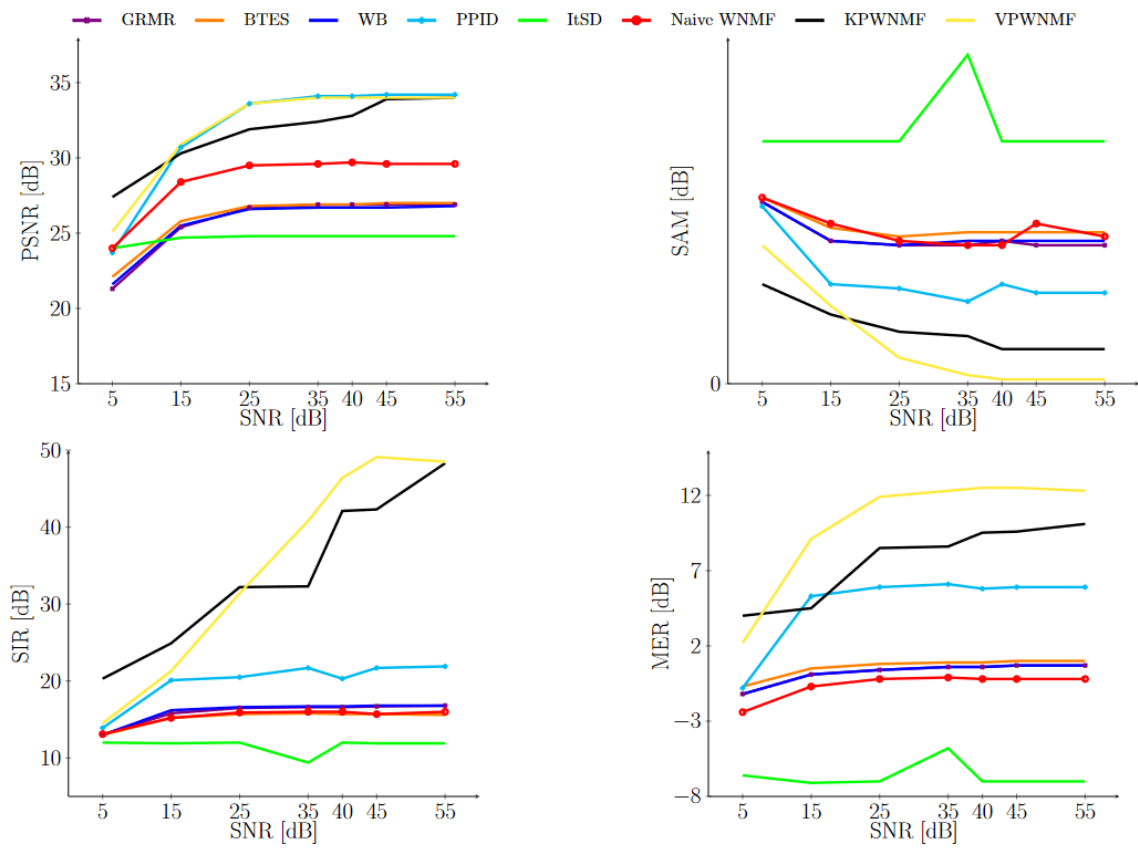 GRMR BTES WB PPID ItSD Naive WNMF KPWNMF VPWNMF
PSNR [dB]
35
30
25
20
15
5 15 25 35 40 45 55
SNR [dB]
SAM [dB]
0
5 15 25 35 40 45 55
SNR [dB]
SIR [dB]
50
40
30
20
10
5 15 25 35 40 45 55
SNR [dB]
MER [dB]
12
7
2
−3
−8
5 15 25 35 40 45 55
SNR [dB]